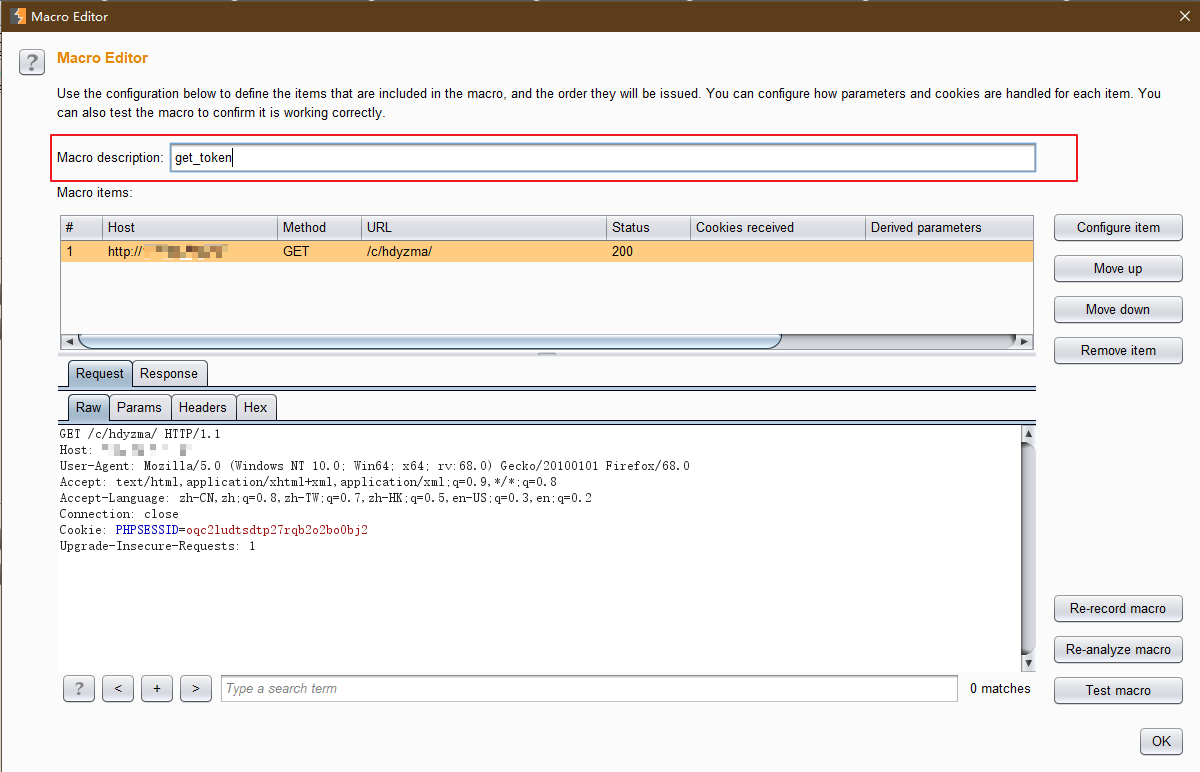 Macro Editor
Macro Editor
Use the configuration below to define the items that are included in the macro, and the order they will be issued. You can configure how parameters and cookies are handled for each item. You
can also test the macro to confirm it is working correctly.
Macro description: get_token
Macro items:
# Host Method URL Status Cookies received Derived parameters
1 http:// GET /c/hdyzma/ 200
Configure item
Move up
Move down
Remove item
Request Response
Raw Params Headers Hex
GET /c/hdyzma/ HTTP/1.1
Host:
User-Agent: Mozilla/5.0 (Windows NT 10.0; Win64; x64; rv:68.0) Gecko/20100101 Firefox/68.0
Accept: text/html,application/xhtml+xml,application/xml;q=0.9,*/*;q=0.8
Accept-Language: zh-CN,zh;q=0.8,zh-TW;q=0.7,zh-HK;q=0.5,en-US;q=0.3,en;q=0.2
Connection: close
Cookie: PHPSESSID=oqc2ludtsdtp27rqb2o2bo0bj2
Upgrade-Insecure-Requests: 1
Re-record macro
Re-analyze macro
Test macro
? < + > Type a search term 0 matches
OK